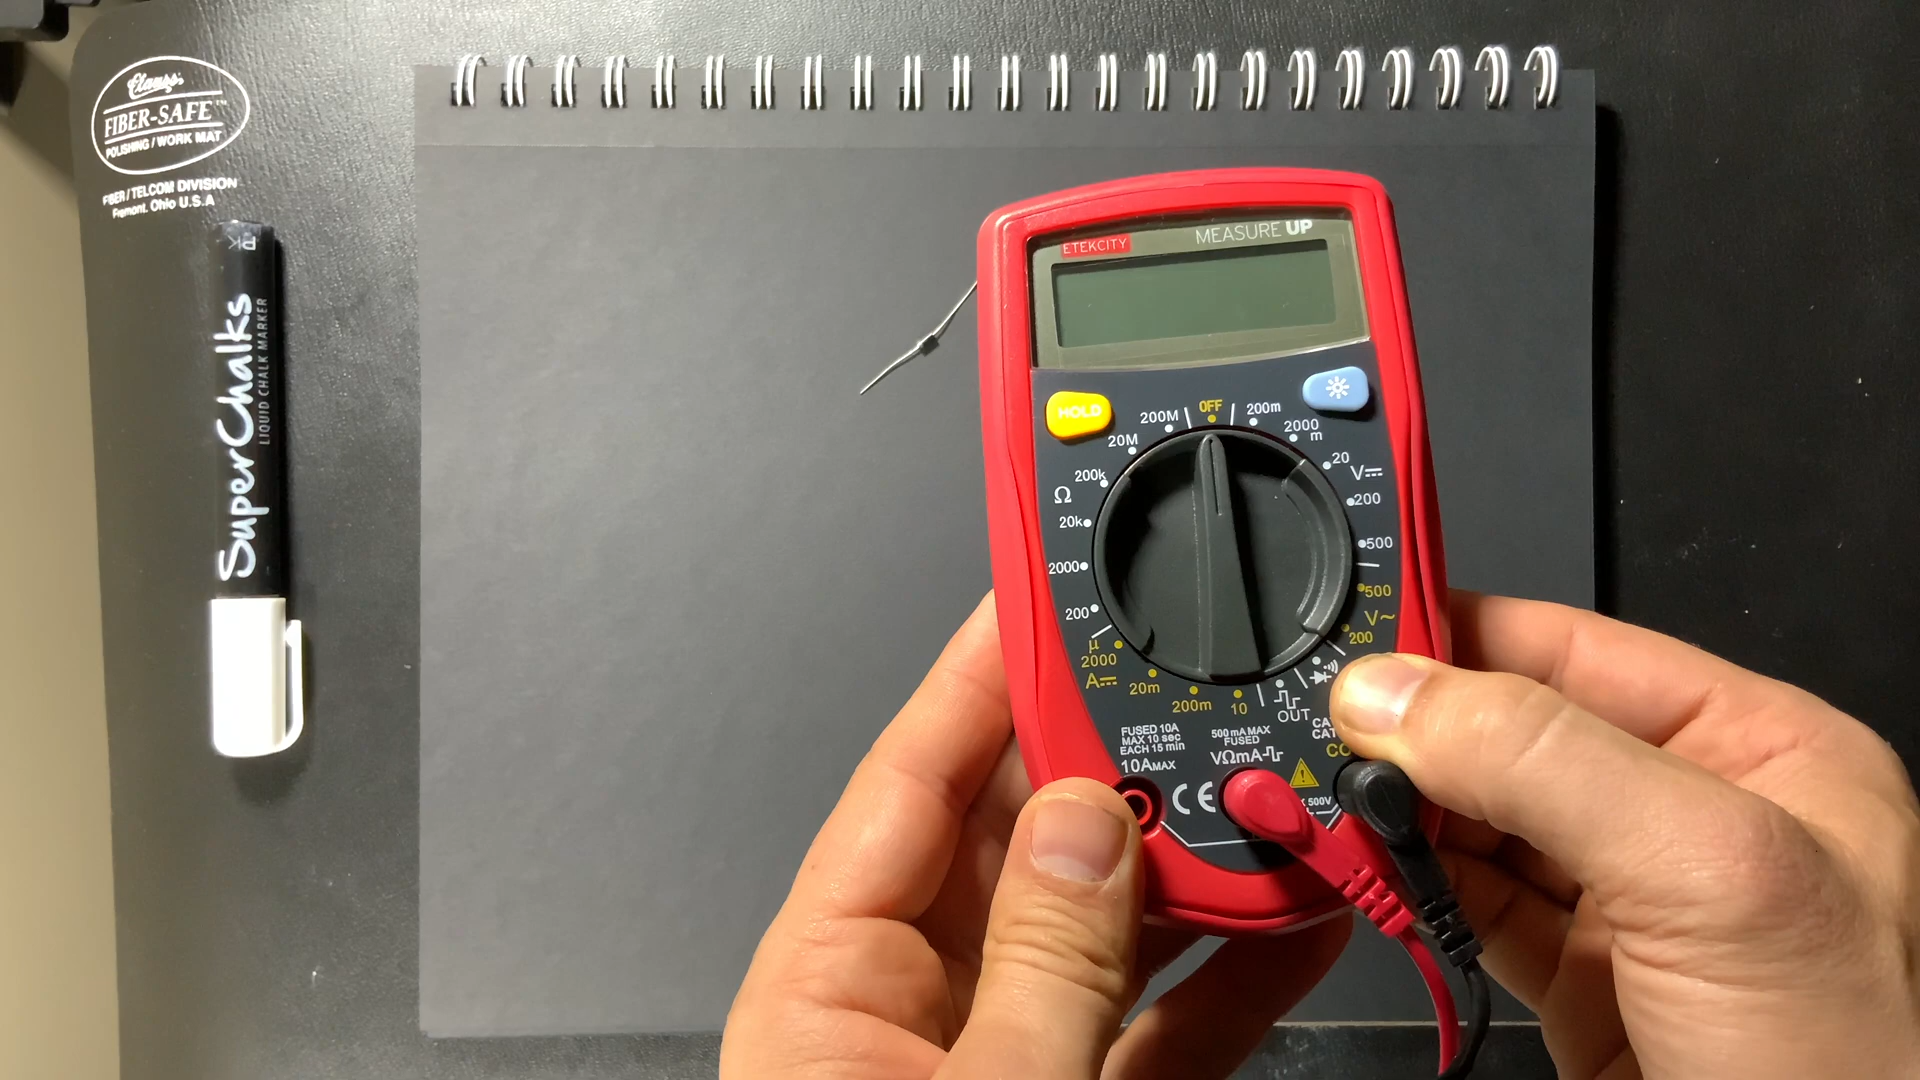 Clauss
FIBER-SAFE™
POLISHING / WORK MAT
FIBER / TELCOM DIVISION
Fremont, Ohio U.S.A
SuperChalks
LIQUID CHALK MARKER
ETEKCITY
MEASURE UP
HOLD
OFF
200m
2000
m
20
V
200
500
500
V~
200
OUT
10
200m
20m
A
2000
µ
200
2000
20k
Ω
200k
20M
200M
FUSED 10A
MAX 10 sec
EACH 15 min
10AMAX
500 mA MAX
FUSED
VΩmA
CE
500V